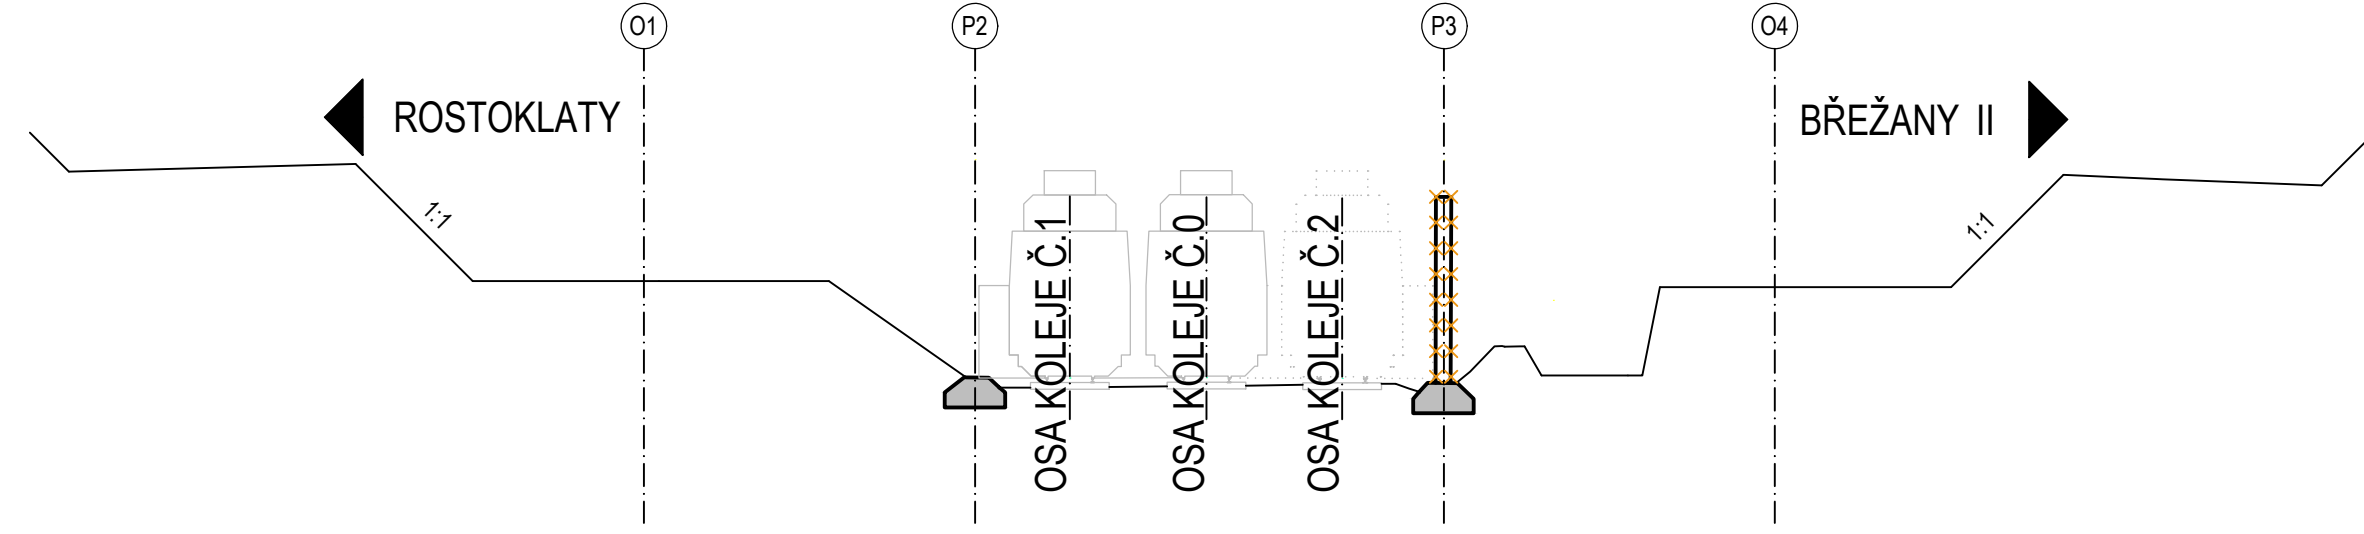 O1
P2
P3
O4
ROSTOKLATY
BŘEŽANY II
1:1
1:1
OSA KOLEJE Č.1
OSA KOLEJE Č.0
OSA KOLEJE Č.2